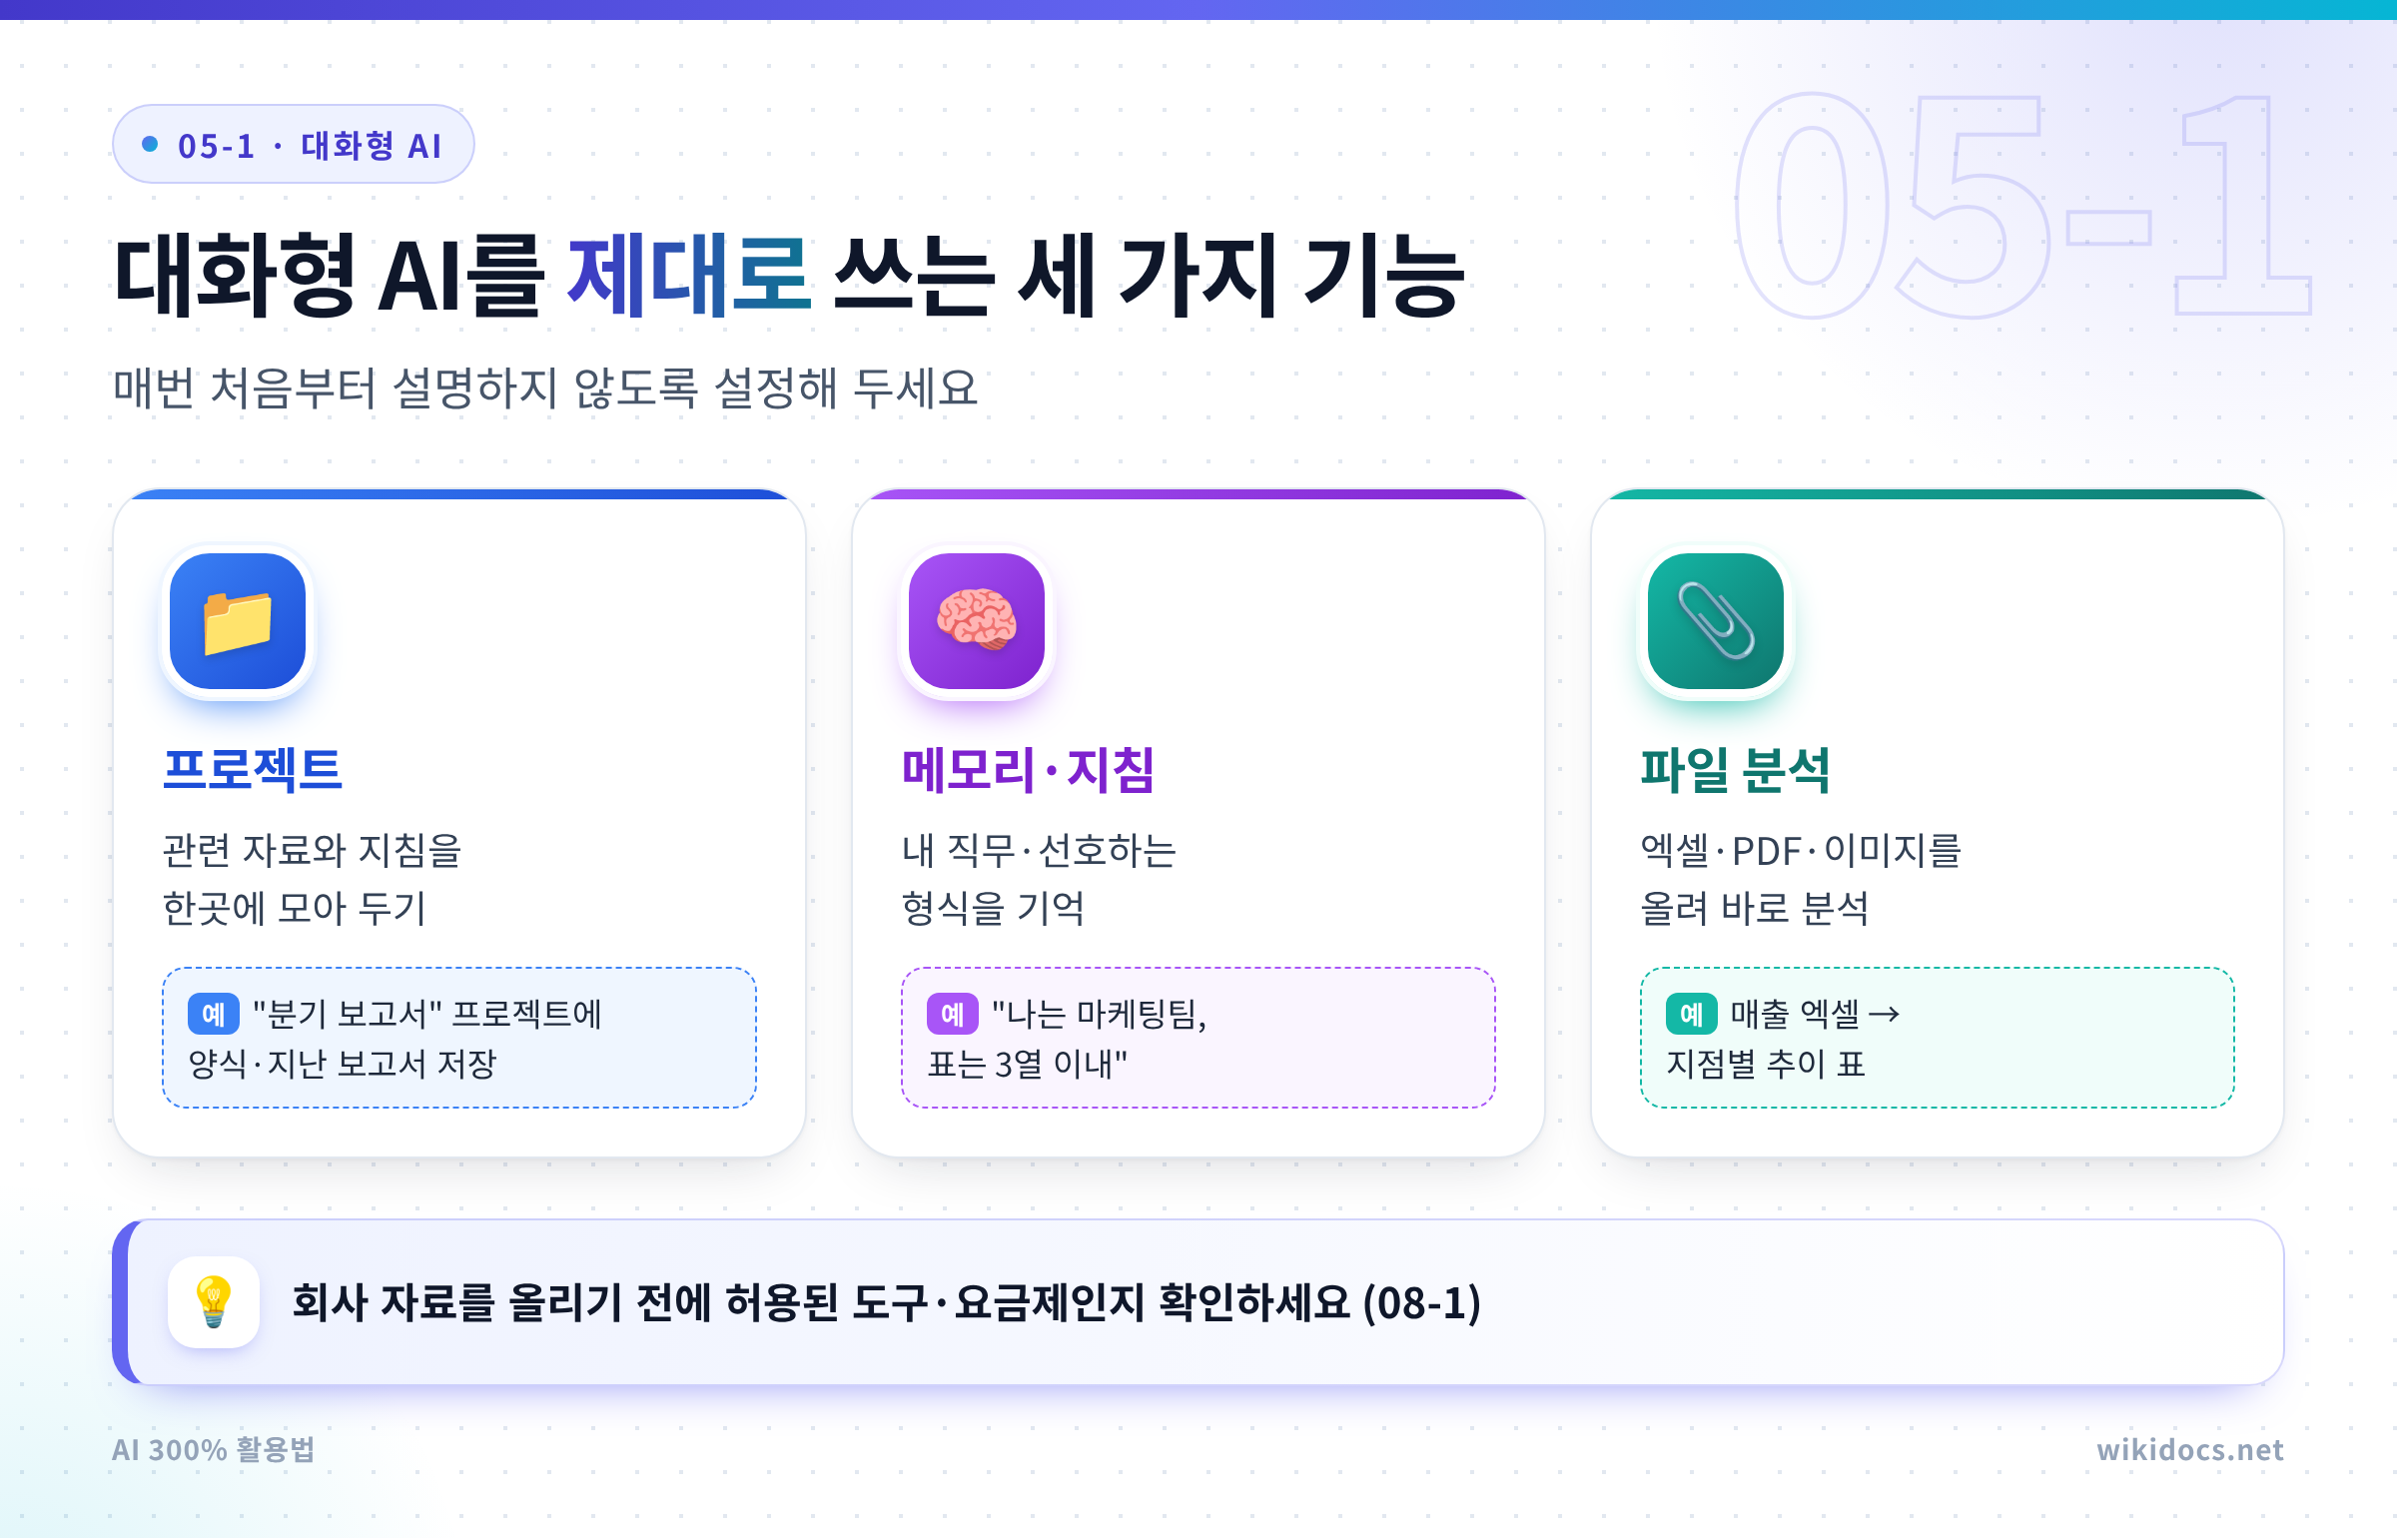 05-1 · 대화형 AI
05-1
대화형 AI를 제대로 쓰는 세 가지 기능
매번 처음부터 설명하지 않도록 설정해 두세요
프로젝트
관련 자료와 지침을
한곳에 모아 두기
예 "분기 보고서" 프로젝트에
양식·지난 보고서 저장
메모리·지침
내 직무·선호하는
형식을 기억
예 "나는 마케팅팀,
표는 3열 이내"
파일 분석
엑셀·PDF·이미지를
올려 바로 분석
예 매출 엑셀 →
지점별 추이 표
회사 자료를 올리기 전에 허용된 도구·요금제인지 확인하세요 (08-1)
AI 300% 활용법
wikidocs.net